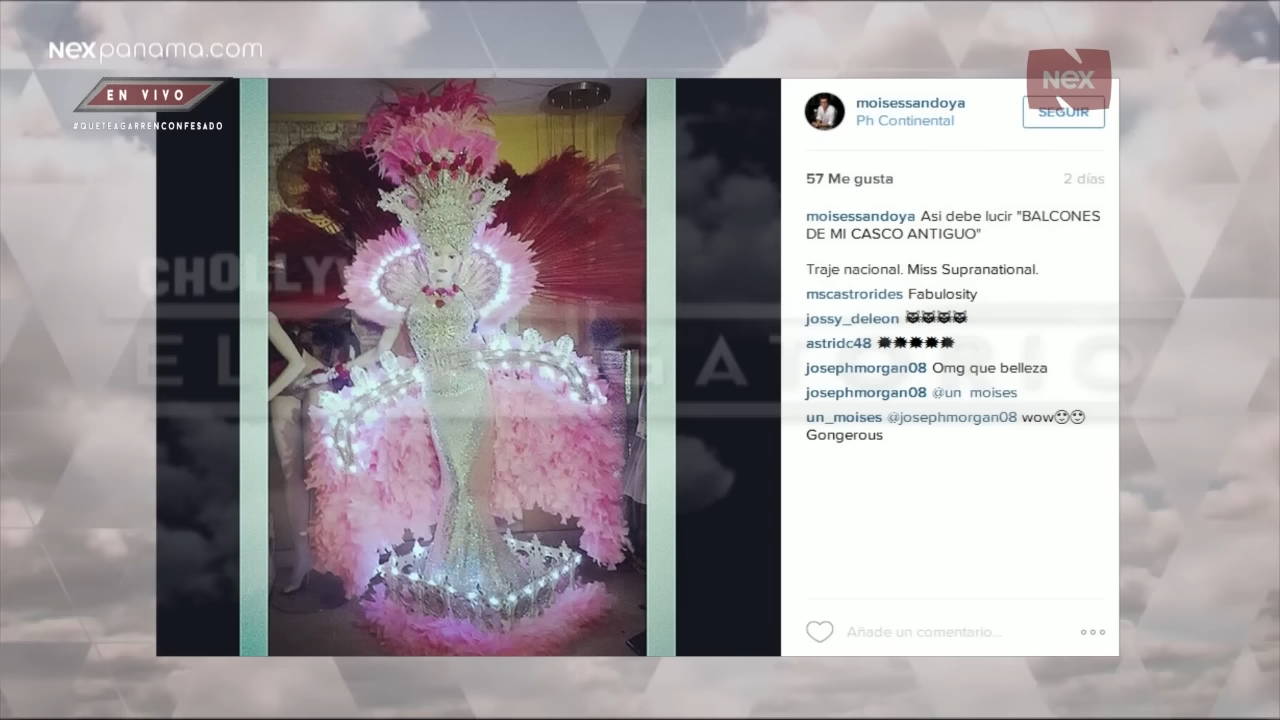 NEXpanama.com
EN VIVO
#QUETEAGARRENCONFESADO
NEX
moisessandoya
Ph Continental
SEGUIR
57 Me gusta
2 días
moisessandoya Asi debe lucir "BALCONES
DE MI CASCO ANTIGUO"
Traje nacional. Miss Supranational.
mscastrorides Fabulosity
jossy_deleon
astridc48
josephmorgan08 Omg que belleza
josephmorgan08 @un_moises
un_moises @josephmorgan08 wow
Gongerous
Añade un comentario...
EL